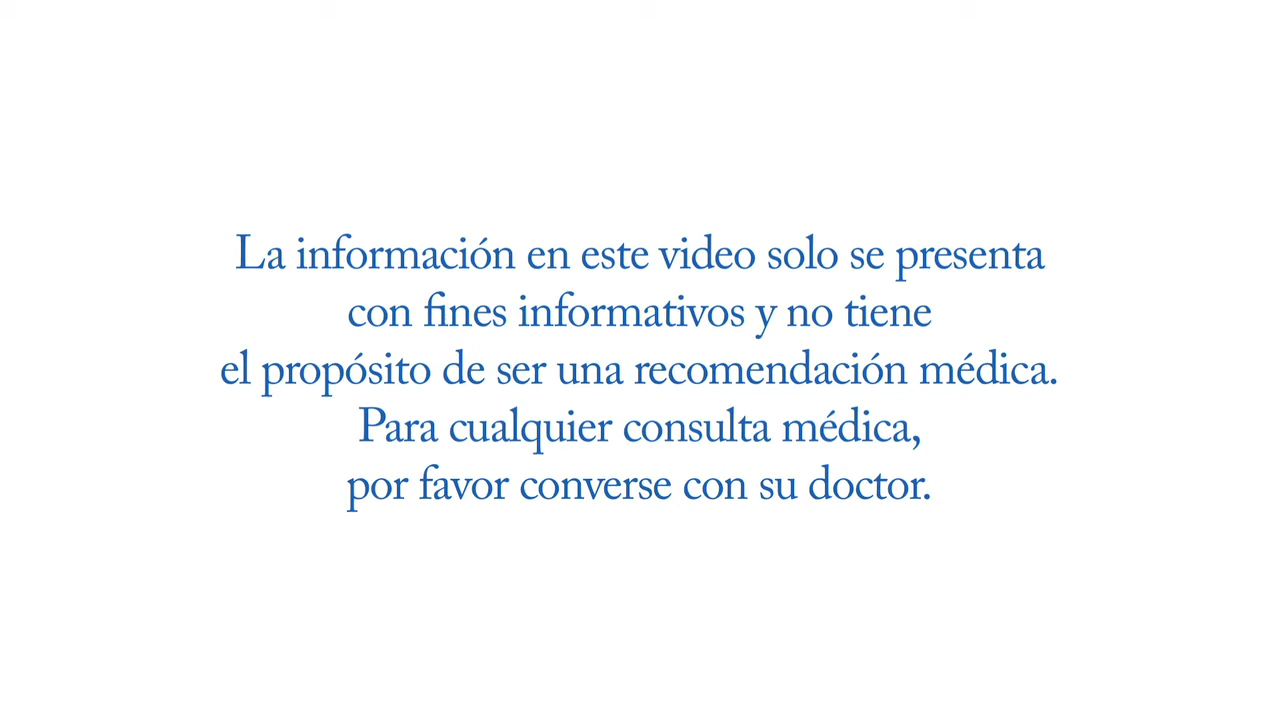 La información en este video solo se presenta
con fines informativos y no tiene
el propósito de ser una recomendación médica.
Para cualquier consulta médica,
por favor converse con su doctor.